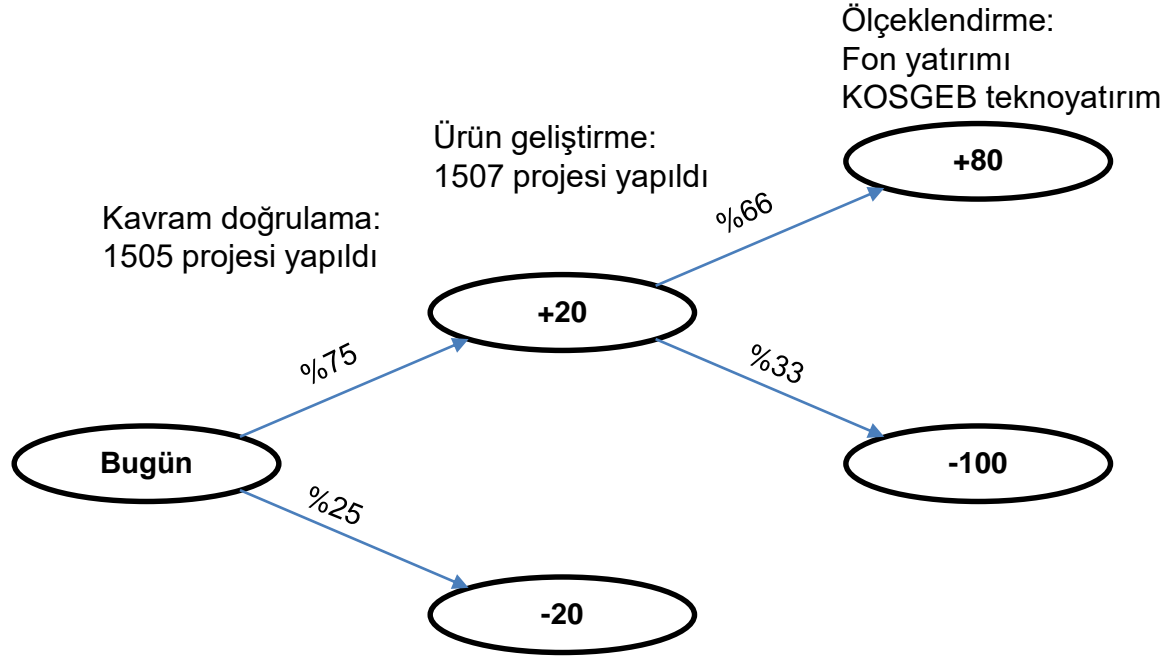 Ölçeklendirme:
Fon yatırımı
KOSGEB teknoyatırım
+80
Ürün geliştirme:
1507 projesi yapıldı
%66
Kavram doğrulama:
1505 projesi yapıldı
+20
%75
%33
Bugün
-100
%25
-20